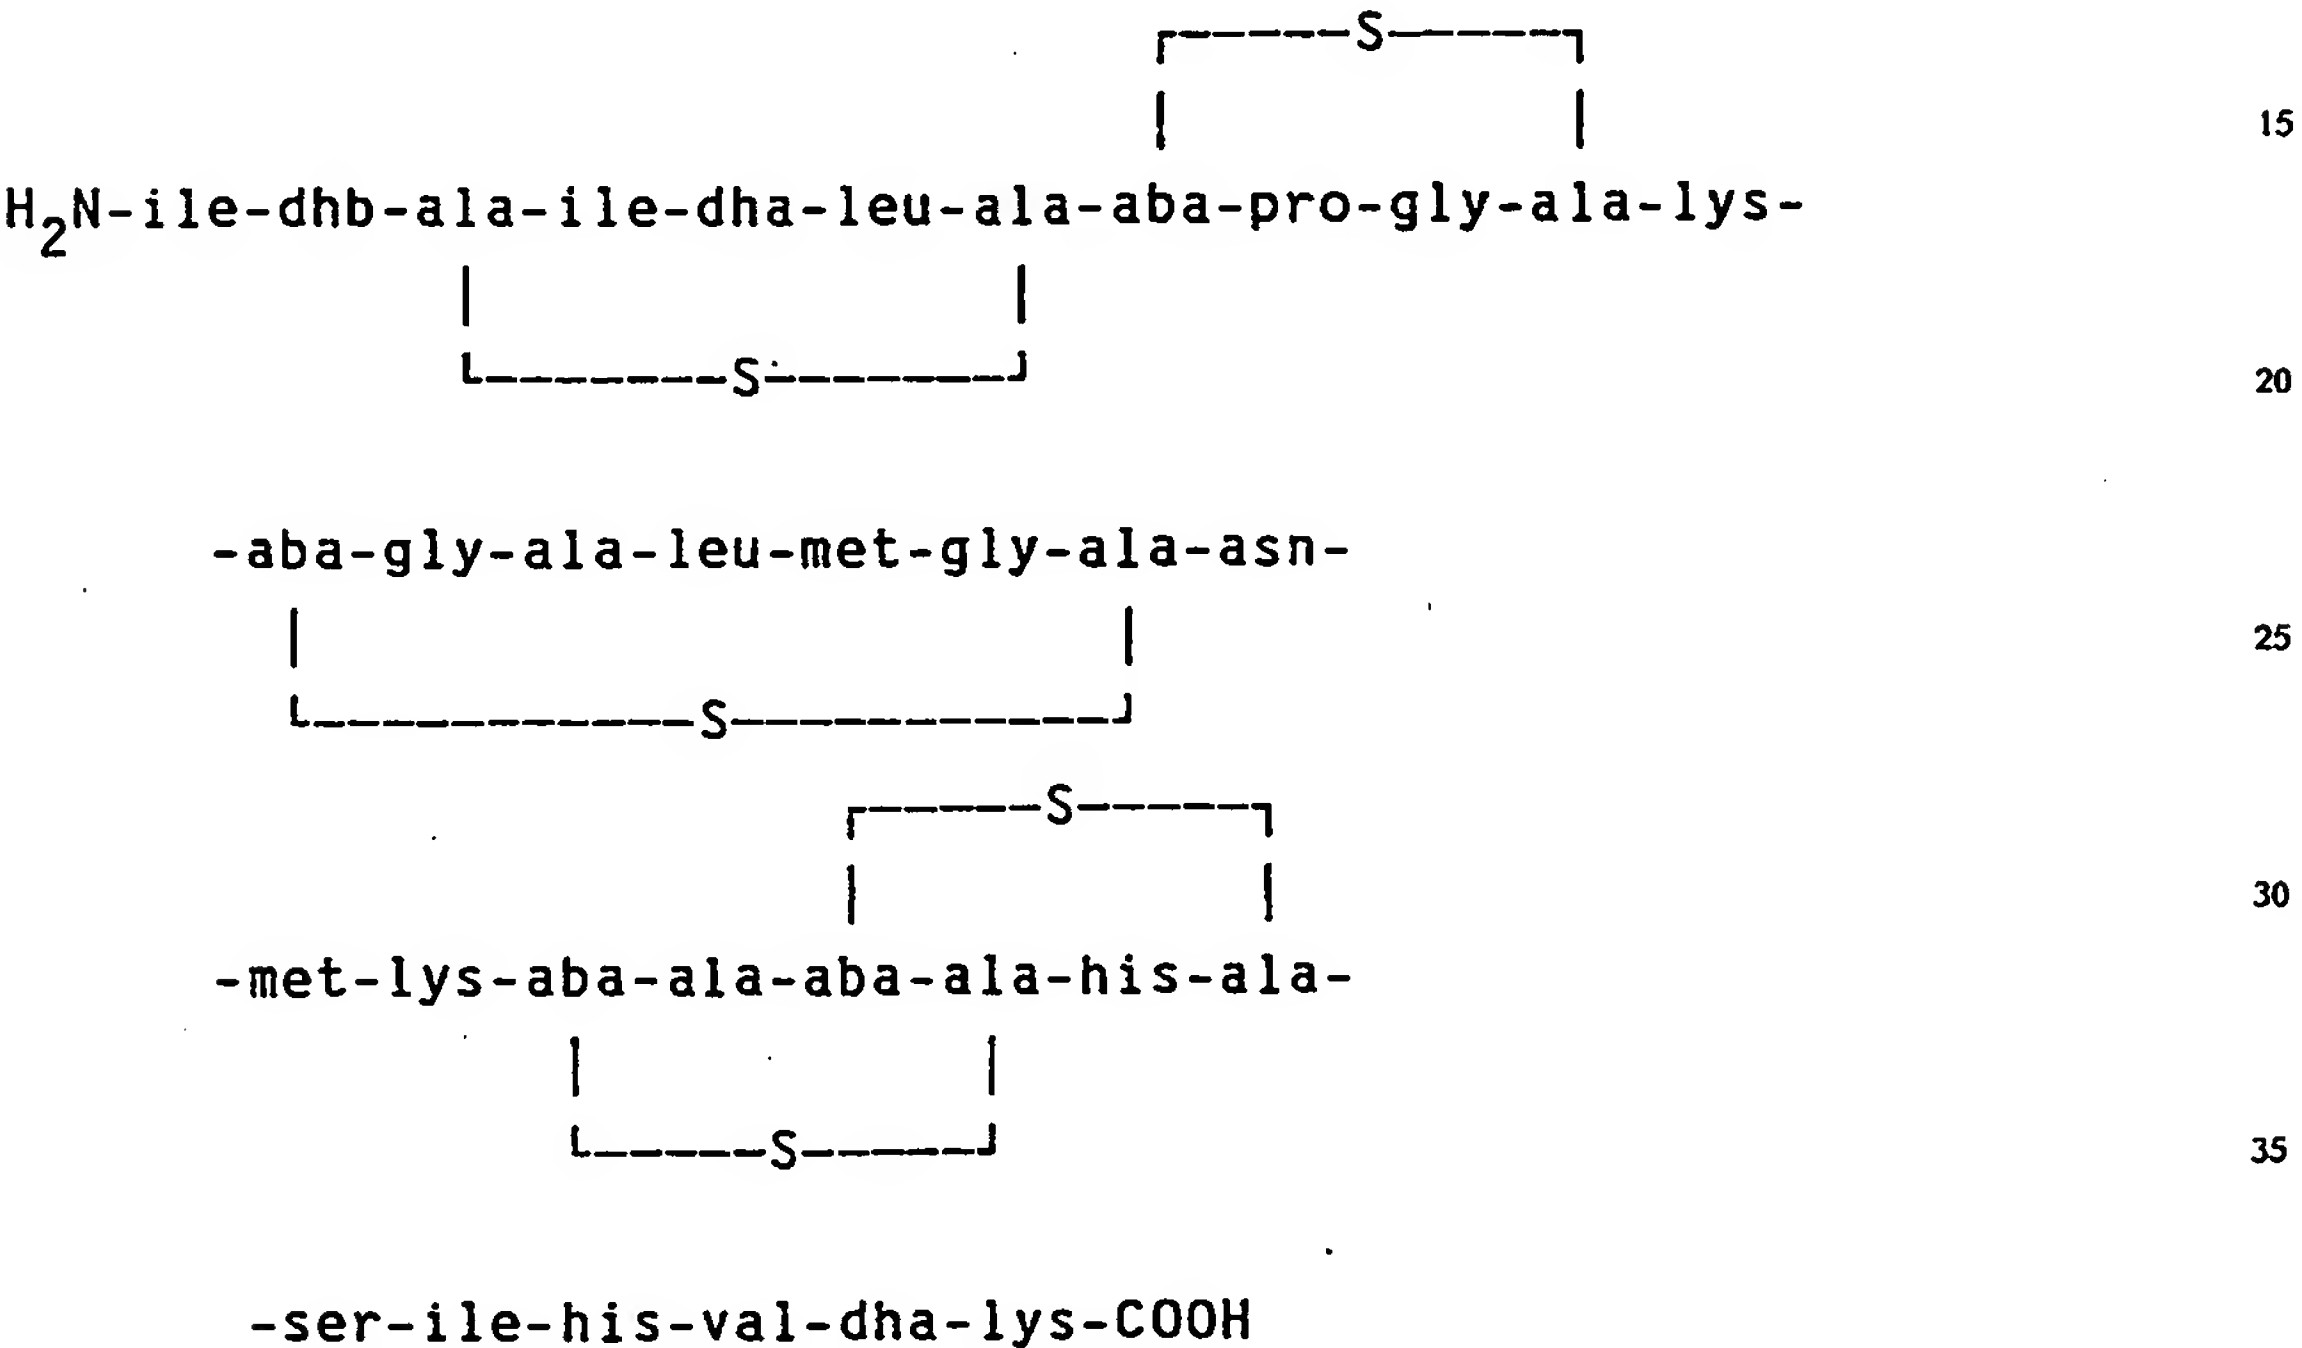 S
15
H2N-ile-dhb-ala-ile-dha-leu-ala-aba-pro-gly-ala-lys-
S
20
-aba-gly-ala-leu-met-gly-ala-asn-
25
S
S
30
-met-lys-aba-ala-aba-ala-his-ala-
S
35
-ser-ile-his-val-dha-lys-COOH